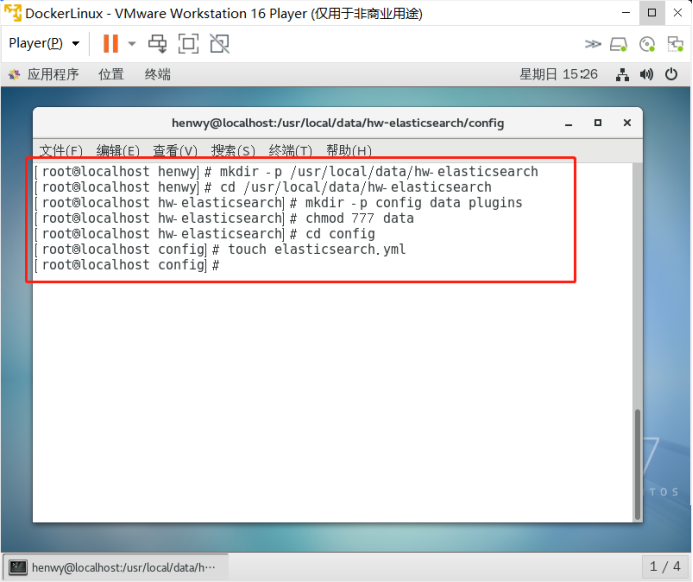 DockerLinux - VMware Workstation 16 Player (仅用于非商业用途)
Player(P)
应用程序 位置 终端 星期日 15:26
henwy@localhost:/usr/local/data/hw-elasticsearch/config
文件(F) 编辑(E) 查看(V) 搜索(S) 终端(T) 帮助(H)
[root@localhost henwy]# mkdir -p /usr/local/data/hw-elasticsearch
[root@localhost henwy]# cd /usr/local/data/hw-elasticsearch
[root@localhost hw-elasticsearch]# mkdir -p config data plugins
[root@localhost hw-elasticsearch]# chmod 777 data
[root@localhost hw-elasticsearch]# cd config
[root@localhost config]# touch elasticsearch.yml
[root@localhost config]#
7
TOS
henwy@localhost:/usr/local/data/h···
1 / 4